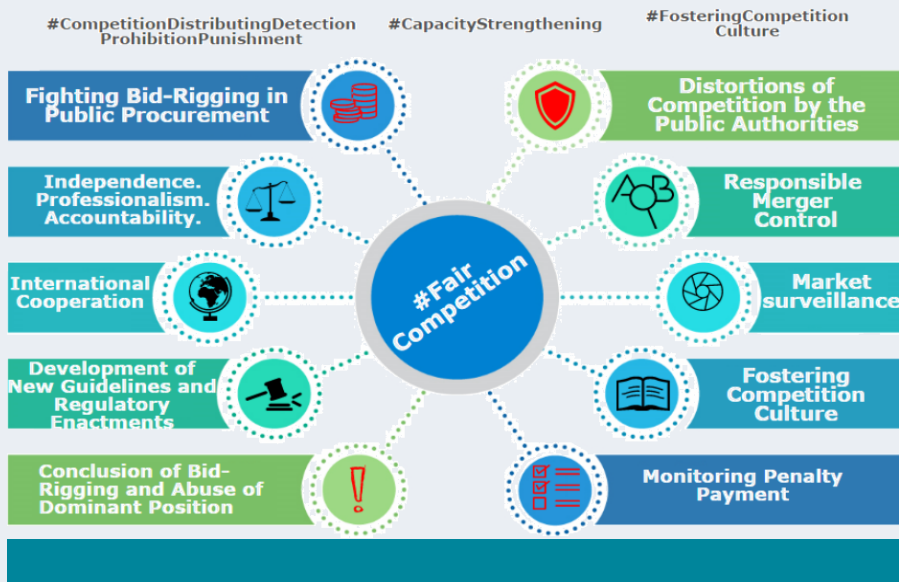 #CompetitionDistributingDetection
ProhibitionPunishment
#CapacityStrengthening
#FosteringCompetition
Culture
Fighting Bid-Rigging in
Public Procurement
Distortions of
Competition by the
Public Authorities
Independence.
Professionalism.
Accountability.
Responsible
Merger
Control
International
Cooperation
#Fair
Competition
Market
surveillance
Development of
New Guidelines and
Regulatory
Enactments
Fostering
Competition
Culture
Conclusion of Bid-
Rigging and Abuse of
Dominant Position
Monitoring Penalty
Payment
A B